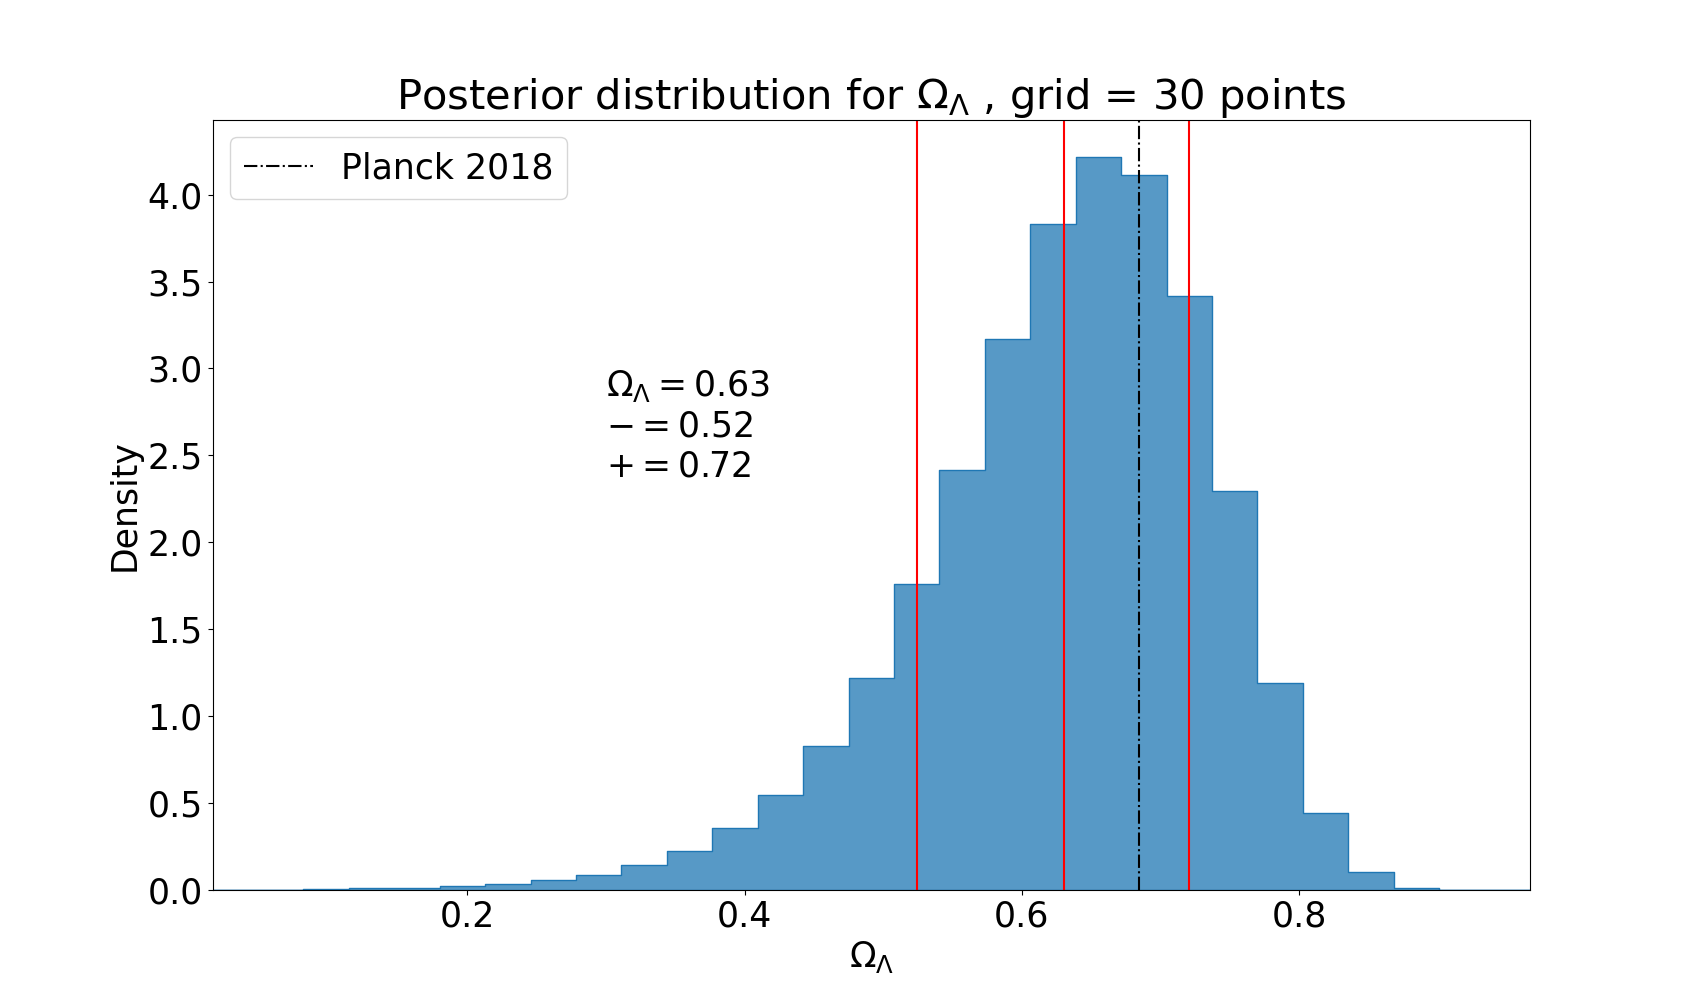 Posterior distribution for Ω_Λ , grid = 30 points
Planck 2018
4.0
3.5
3.0
2.5
2.0
1.5
1.0
0.5
0.0
Density
Ω_Λ = 0.63
− = 0.52
+ = 0.72
0.2 0.4 0.6 0.8
Ω_Λ